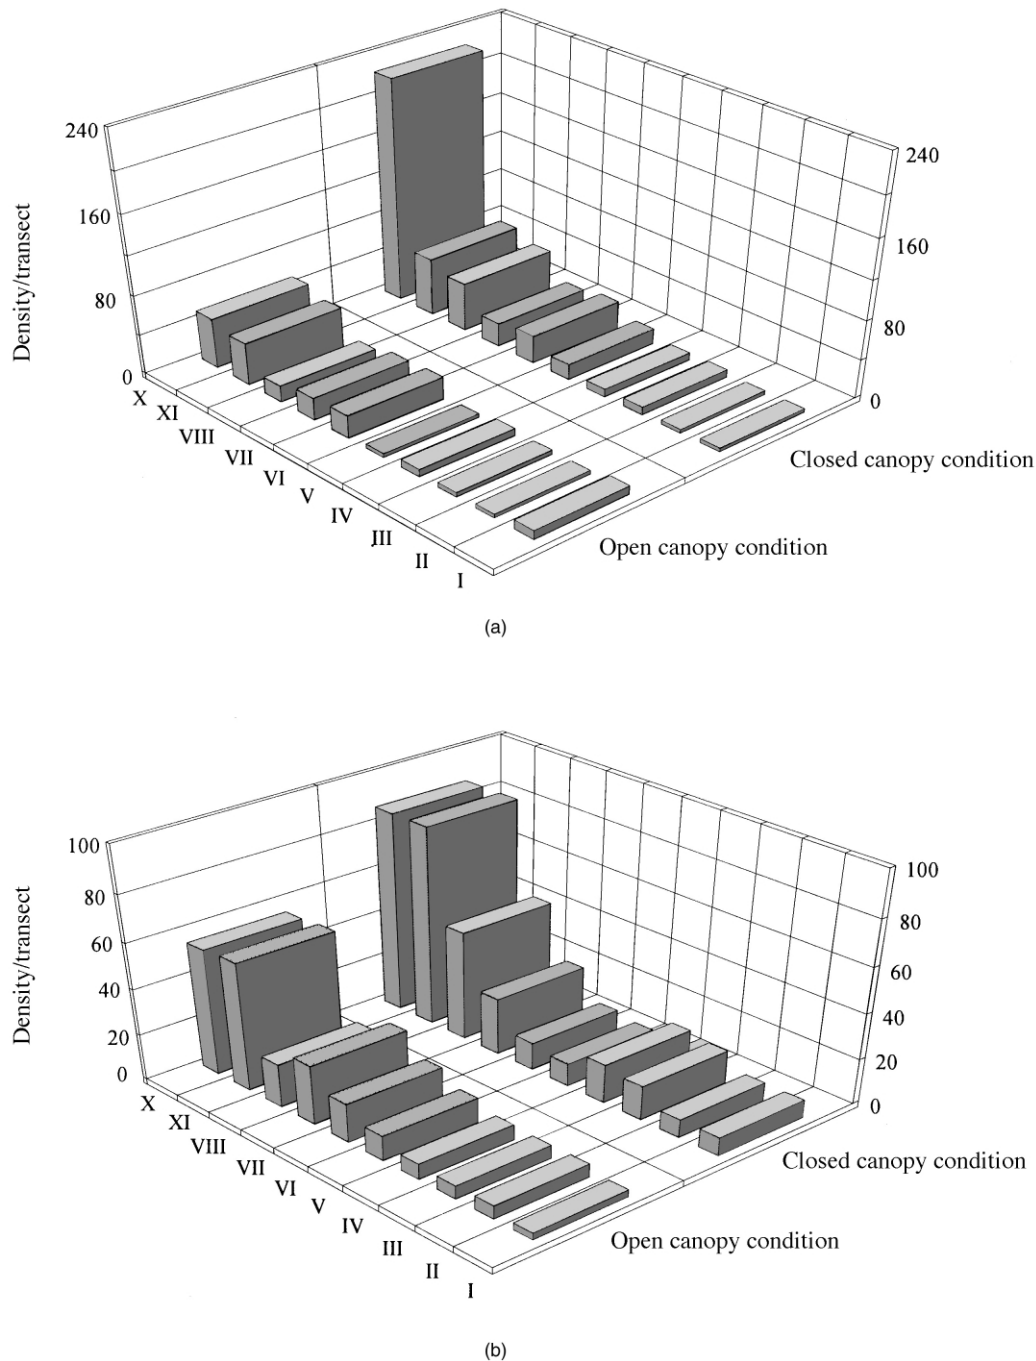 240
160
80
0
Density/transect
X
XI
VIII
VII
VI
V
IV
III
II
I
240
160
80
0
Closed canopy condition
Open canopy condition
(a)
100
80
60
40
20
0
Density/transect
X
XI
VIII
VII
VI
V
IV
III
II
I
100
80
60
40
20
0
Closed canopy condition
Open canopy condition
(b)